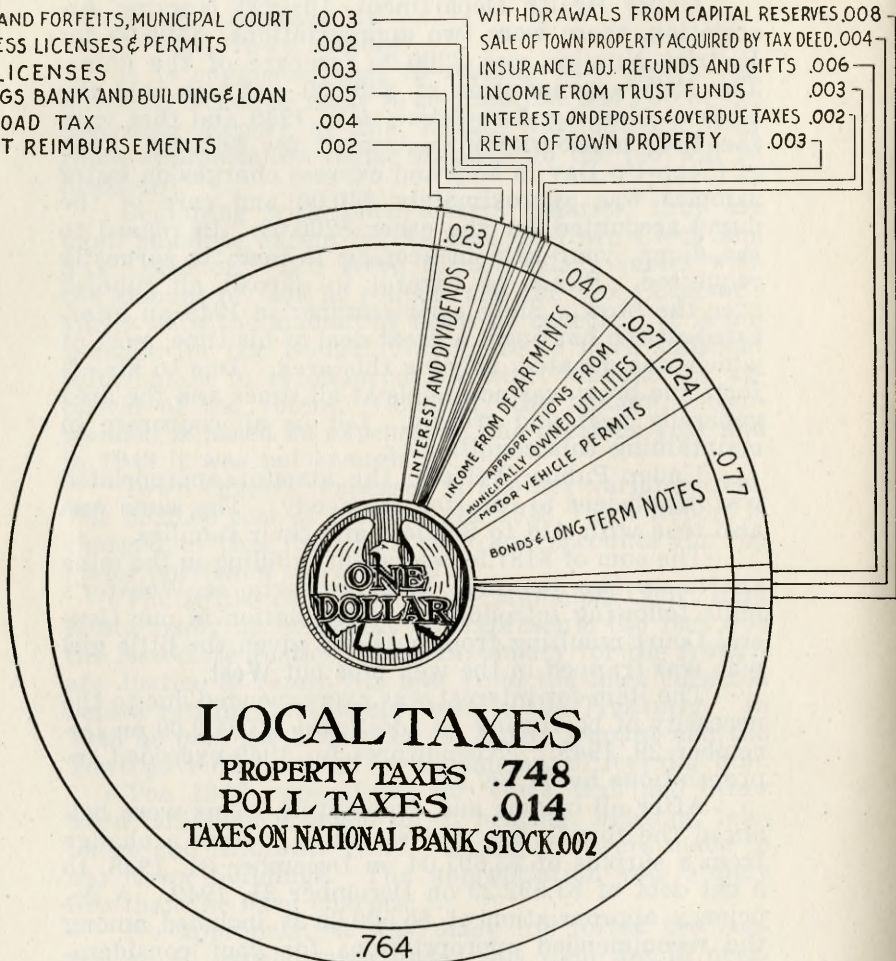 AND FORFEITS, MUNICIPAL COURT .003
LICENSES & PERMITS .002
LICENSES .003
BANK AND BUILDING & LOAN .005
TAX .004
REIMBURSEMENTS .002
WITHDRAWALS FROM CAPITAL RESERVES .008
SALE OF TOWN PROPERTY ACQUIRED BY TAX DEED .004
INSURANCE ADJ. REFUNDS AND GIFTS .006
INCOME FROM TRUST FUNDS .003
INTEREST ON DEPOSITS & OVERDUE TAXES .002
RENT OF TOWN PROPERTY .003
.023
INTEREST AND DIVIDENDS
.040
INCOME FROM DEPARTMENTS
.027
APPROPRIATIONS FROM
MUNICIPALLY OWNED UTILITIES
.024
MOTOR VEHICLE PERMITS
.077
BONDS & LONG TERM NOTES
ONE
DOLLAR
LOCAL TAXES
PROPERTY TAXES .748
POLL TAXES .014
TAXES ON NATIONAL BANK STOCK .002
.764